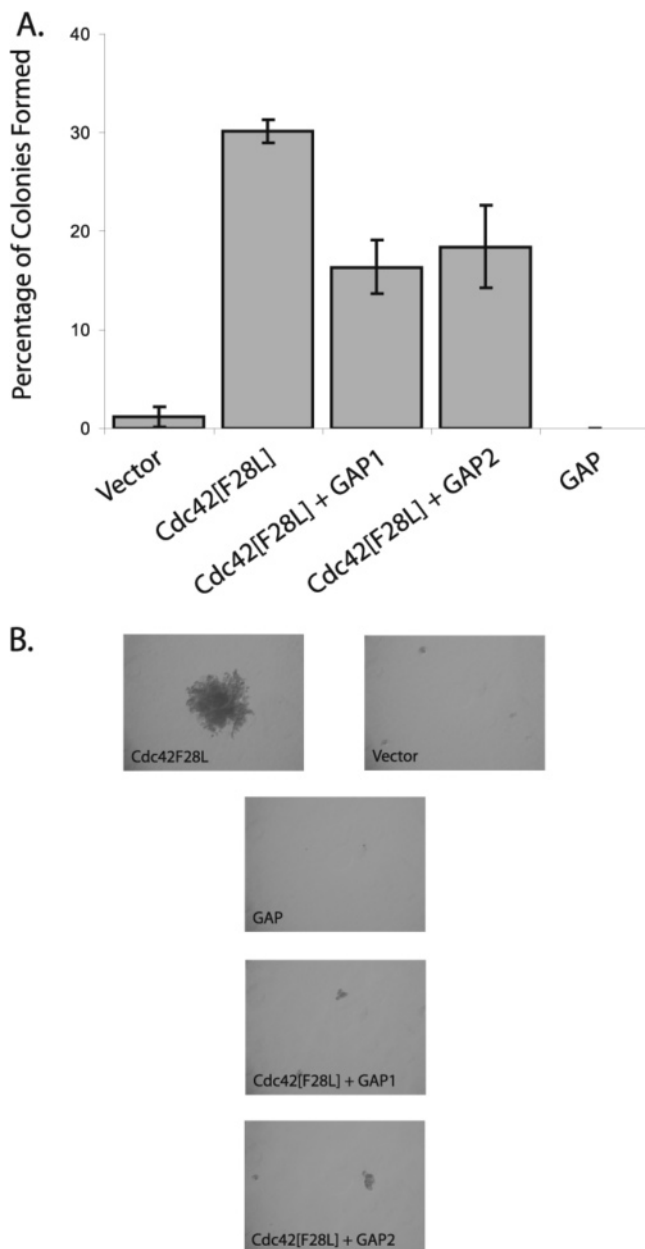 A.
Percentage of Colonies Formed
40
30
20
10
0
Vector
Cdc42[F28L]
Cdc42[F28L] + GAP1
Cdc42[F28L] + GAP2
GAP
B.
Cdc42F28L
Vector
GAP
Cdc42[F28L] + GAP1
Cdc42[F28L] + GAP2